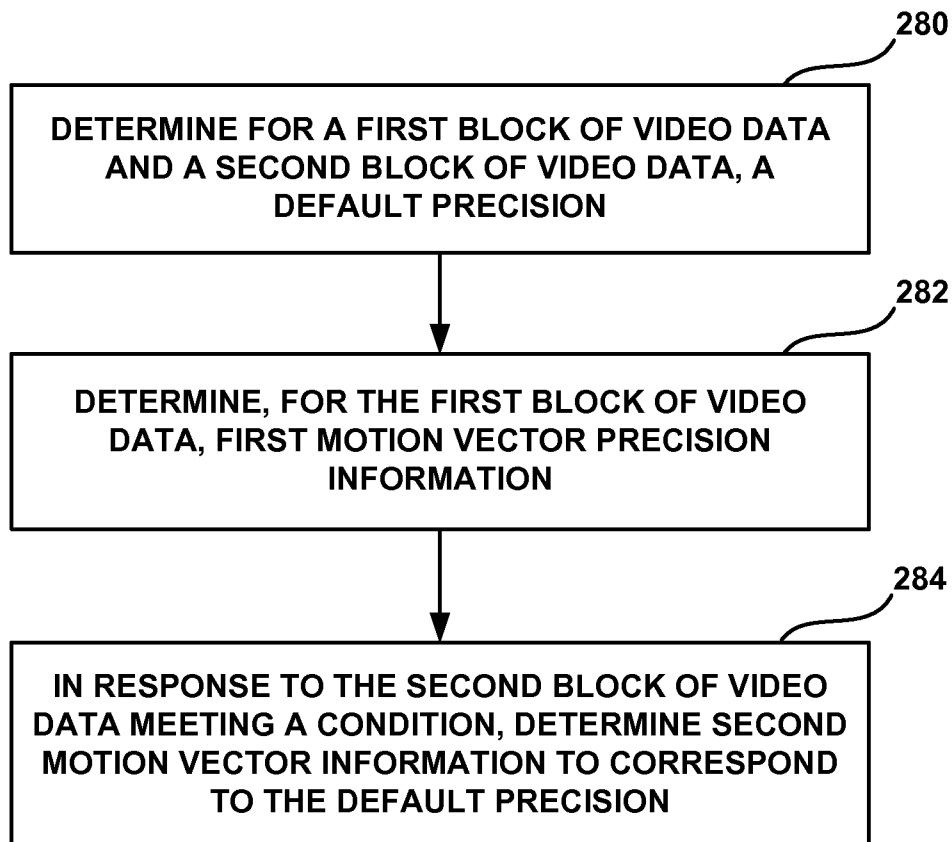 280
DETERMINE FOR A FIRST BLOCK OF VIDEO DATA
AND A SECOND BLOCK OF VIDEO DATA, A
DEFAULT PRECISION
282
DETERMINE, FOR THE FIRST BLOCK OF VIDEO
DATA, FIRST MOTION VECTOR PRECISION
INFORMATION
284
IN RESPONSE TO THE SECOND BLOCK OF VIDEO
DATA MEETING A CONDITION, DETERMINE SECOND
MOTION VECTOR INFORMATION TO CORRESPOND
TO THE DEFAULT PRECISION